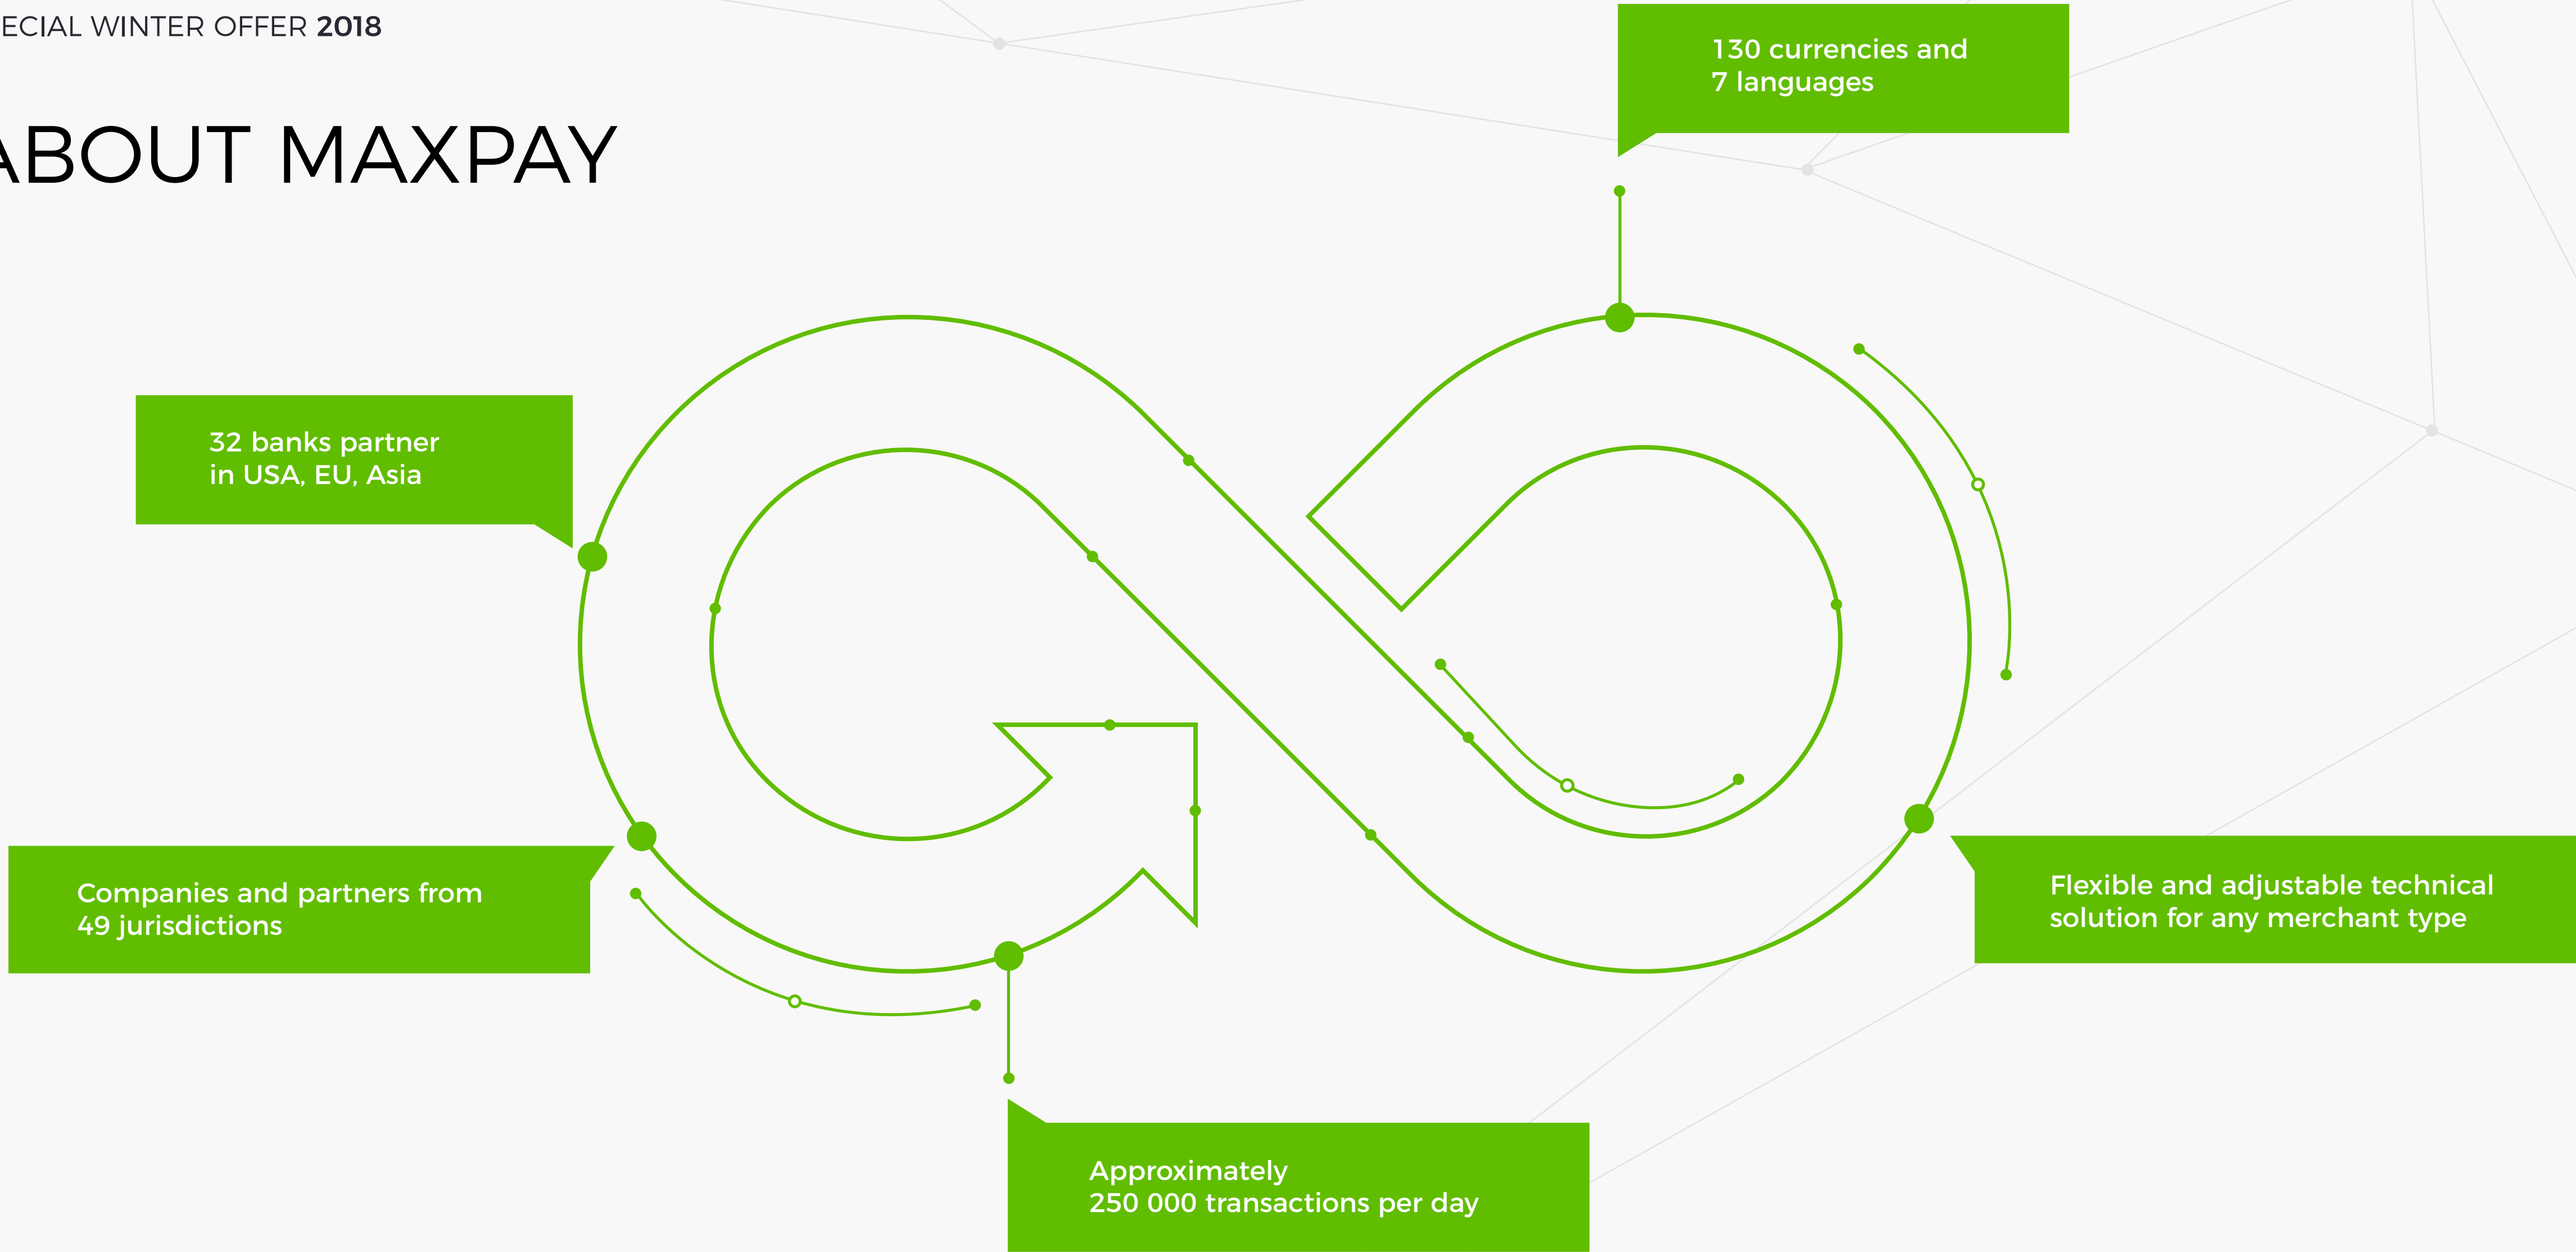 ECIAL WINTER OFFER 2018
ABOUT MAXPAY
130 currencies and
7 languages
32 banks partner
in USA, EU, Asia
Companies and partners from
49 jurisdictions
Flexible and adjustable technical
solution for any merchant type
Approximately
250 000 transactions per day